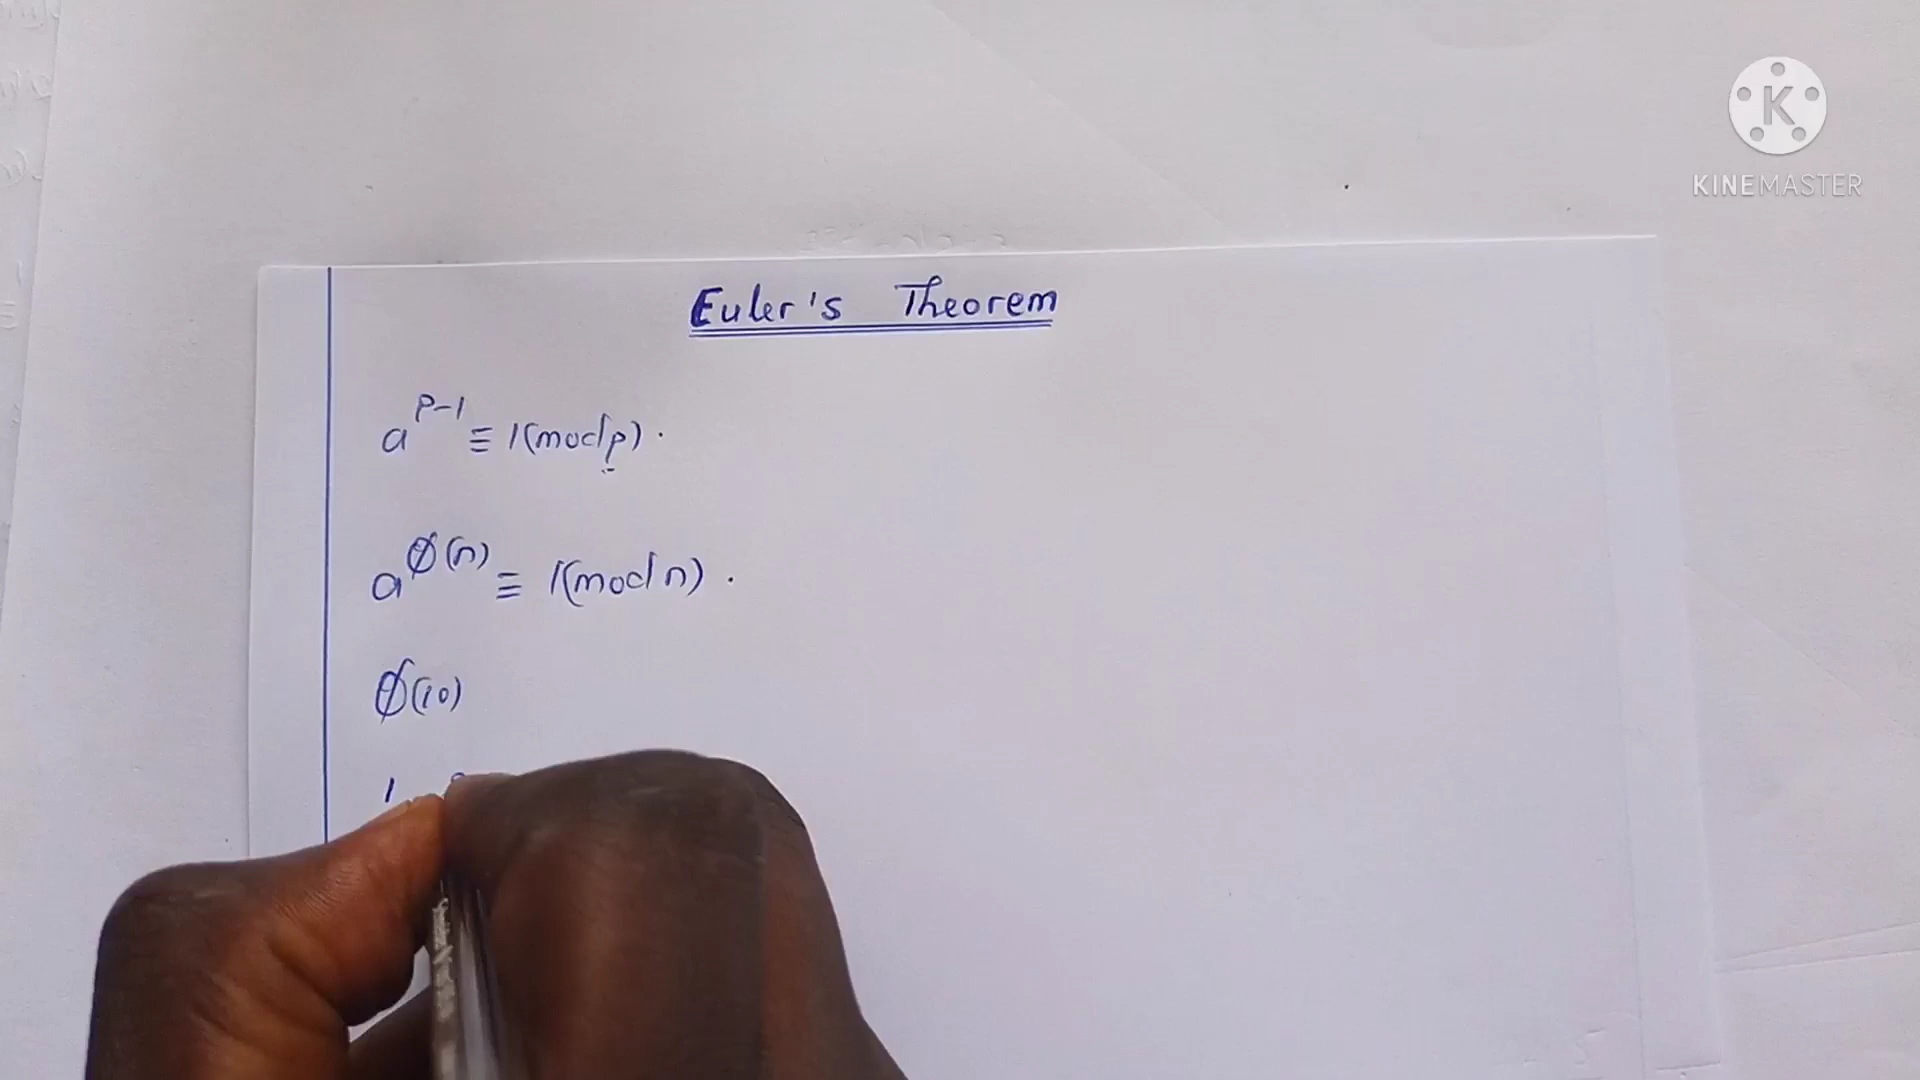 K
KINEMASTER
Euler's Theorem
a^{p-1} ≡ 1(mod p).
a^{∅(n)} ≡ 1(mod n).
∅(10)
1